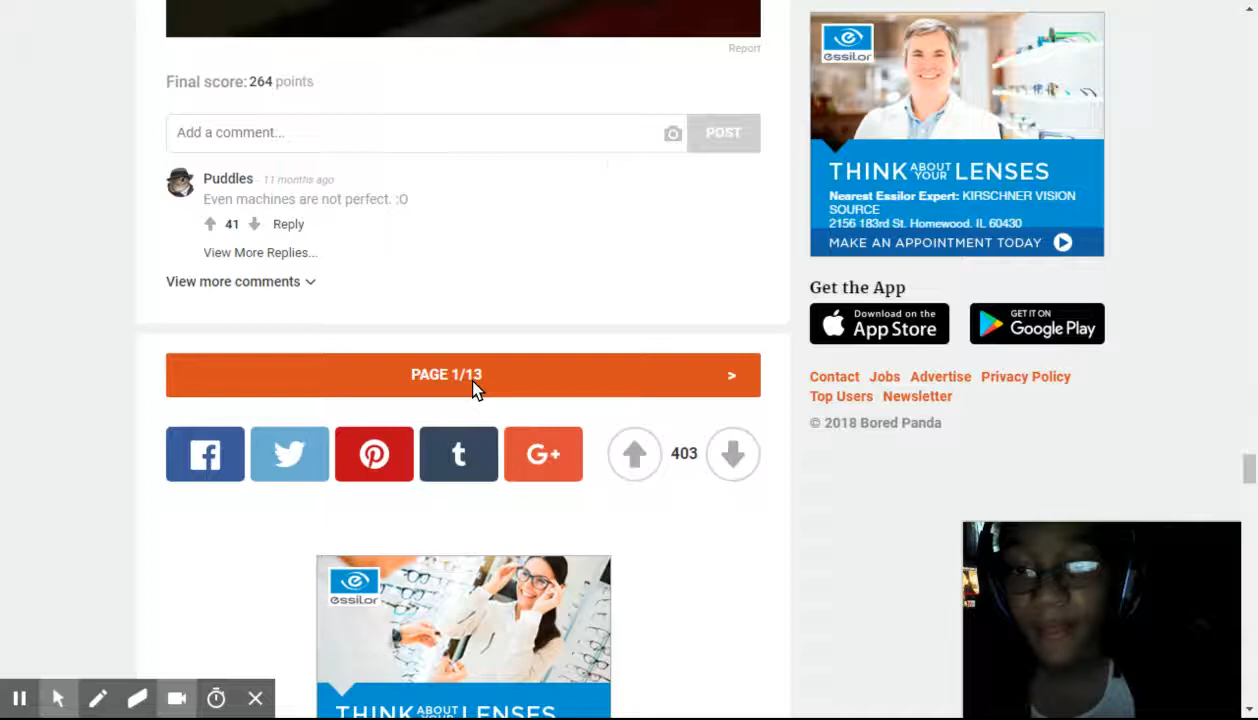 Report
Final score: 264 points
Add a comment...
POST
Puddles - 11 months ago
Even machines are not perfect. :O
41 Reply
View More Replies...
View more comments
PAGE 1/13 >
t
G+
403
essilor
THINK ABOUT YOUR LENSES
essilor
THINK ABOUT YOUR LENSES
Nearest Essilor Expert: KIRSCHNER VISION
SOURCE
2156 183rd St. Homewood, IL 60430
MAKE AN APPOINTMENT TODAY
Get the App
Download on the
App Store
GET IT ON
Google Play
Contact Jobs Advertise Privacy Policy
Top Users Newsletter
© 2018 Bored Panda